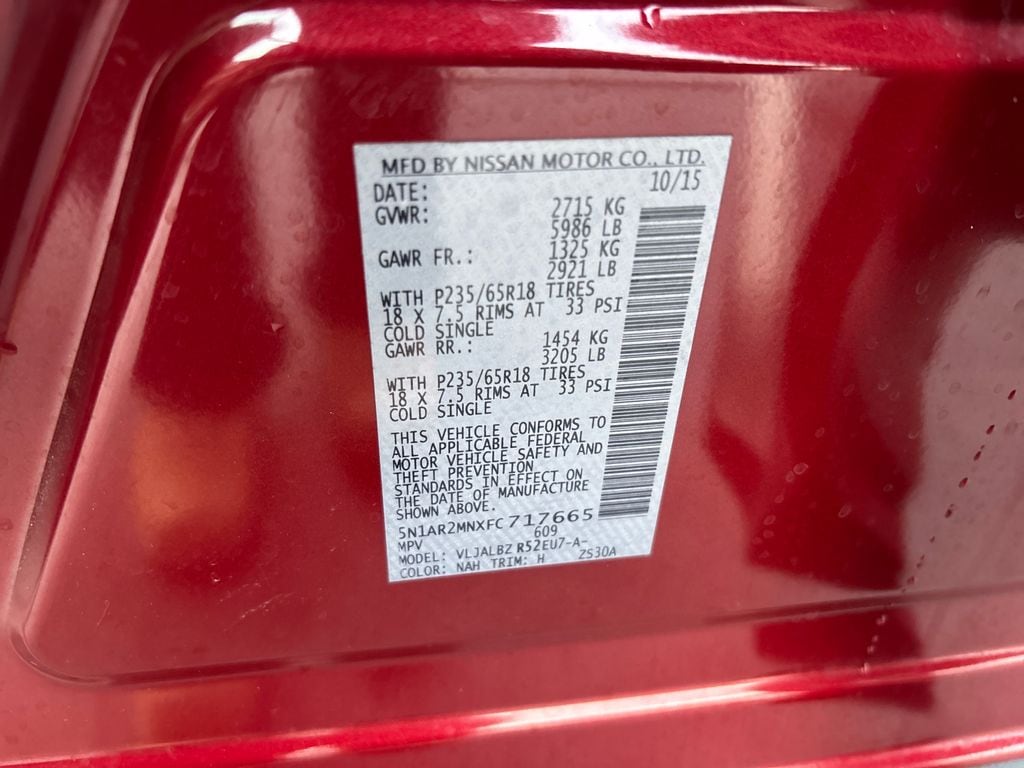 MFD BY NISSAN MOTOR CO., LTD.
DATE: 10/15
GVWR: 2715 KG
5986 LB
GAWR FR.: 1325 KG
2921 LB
WITH P235/65R18 TIRES
18 X 7.5 RIMS AT 33 PSI
COLD SINGLE
GAWR RR.: 1454 KG
3205 LB
WITH P235/65R18 TIRES
18 X 7.5 RIMS AT 33 PSI
COLD SINGLE
THIS VEHICLE CONFORMS TO
ALL APPLICABLE FEDERAL
MOTOR VEHICLE SAFETY AND
THEFT PREVENTION
STANDARDS IN EFFECT ON
THE DATE OF MANUFACTURE
SHOWN ABOVE.
5N1AR2MNXFC717665
MPV 609
MODEL: VLJALBZ R52EU7-A-
COLOR: NAH TRIM: H ZS30A